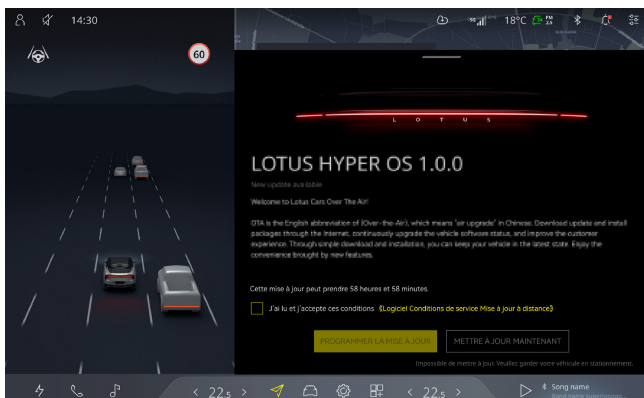 14:30
5G
18°C
PM
2.5
60
L O T U S
LOTUS HYPER OS 1.0.0
New update available
Welcome to Lotus Cars Over The Air!
OTA is the English abbreviation of (Over-the-Air), which means "air upgrade" in Chinese. Download update and install
packages through the Internet, continuously upgrade the vehicle software status, and improve the customer
experience. Through simple download and installation, you can keep your vehicle in the latest state. Enjoy the
convenience brought by new features.
Cette mise à jour peut prendre 58 heures et 58 minutes.
J'ai lu et j'accepte ces conditions 《Logiciel Conditions de service Mise à jour à distance》
PROGRAMMER LA MISE À JOUR
METTRE À JOUR MAINTENANT
Impossible de mettre à jour. Veuillez garder votre véhicule en stationnement.
22.5
22.5
Song name